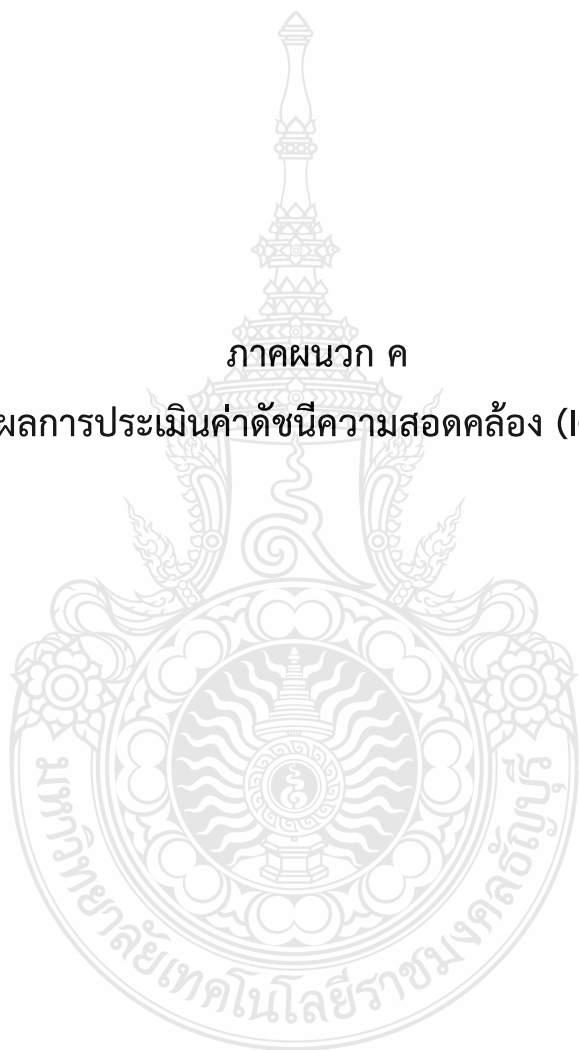 ภาคผนวก ค
ผลการประเมินค่าดัชนีความสอดคล้อง (I
มหาวิทยาลัยเทคโนโลยีราชมงคลธัญบุรี